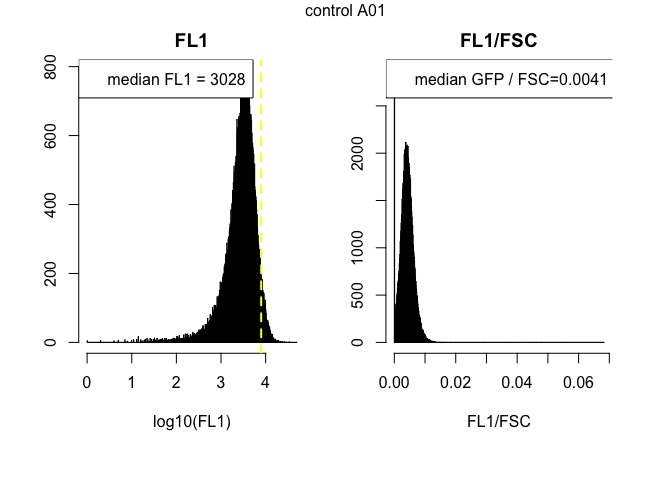 control A01
FL1
FL1/FSC
median FL1 = 3028
median GFP / FSC=0.0041
800
600
400
200
0
2000
1000
500
0
0 1 2 3 4
0.00 0.02 0.04 0.06
log10(FL1)
FL1/FSC